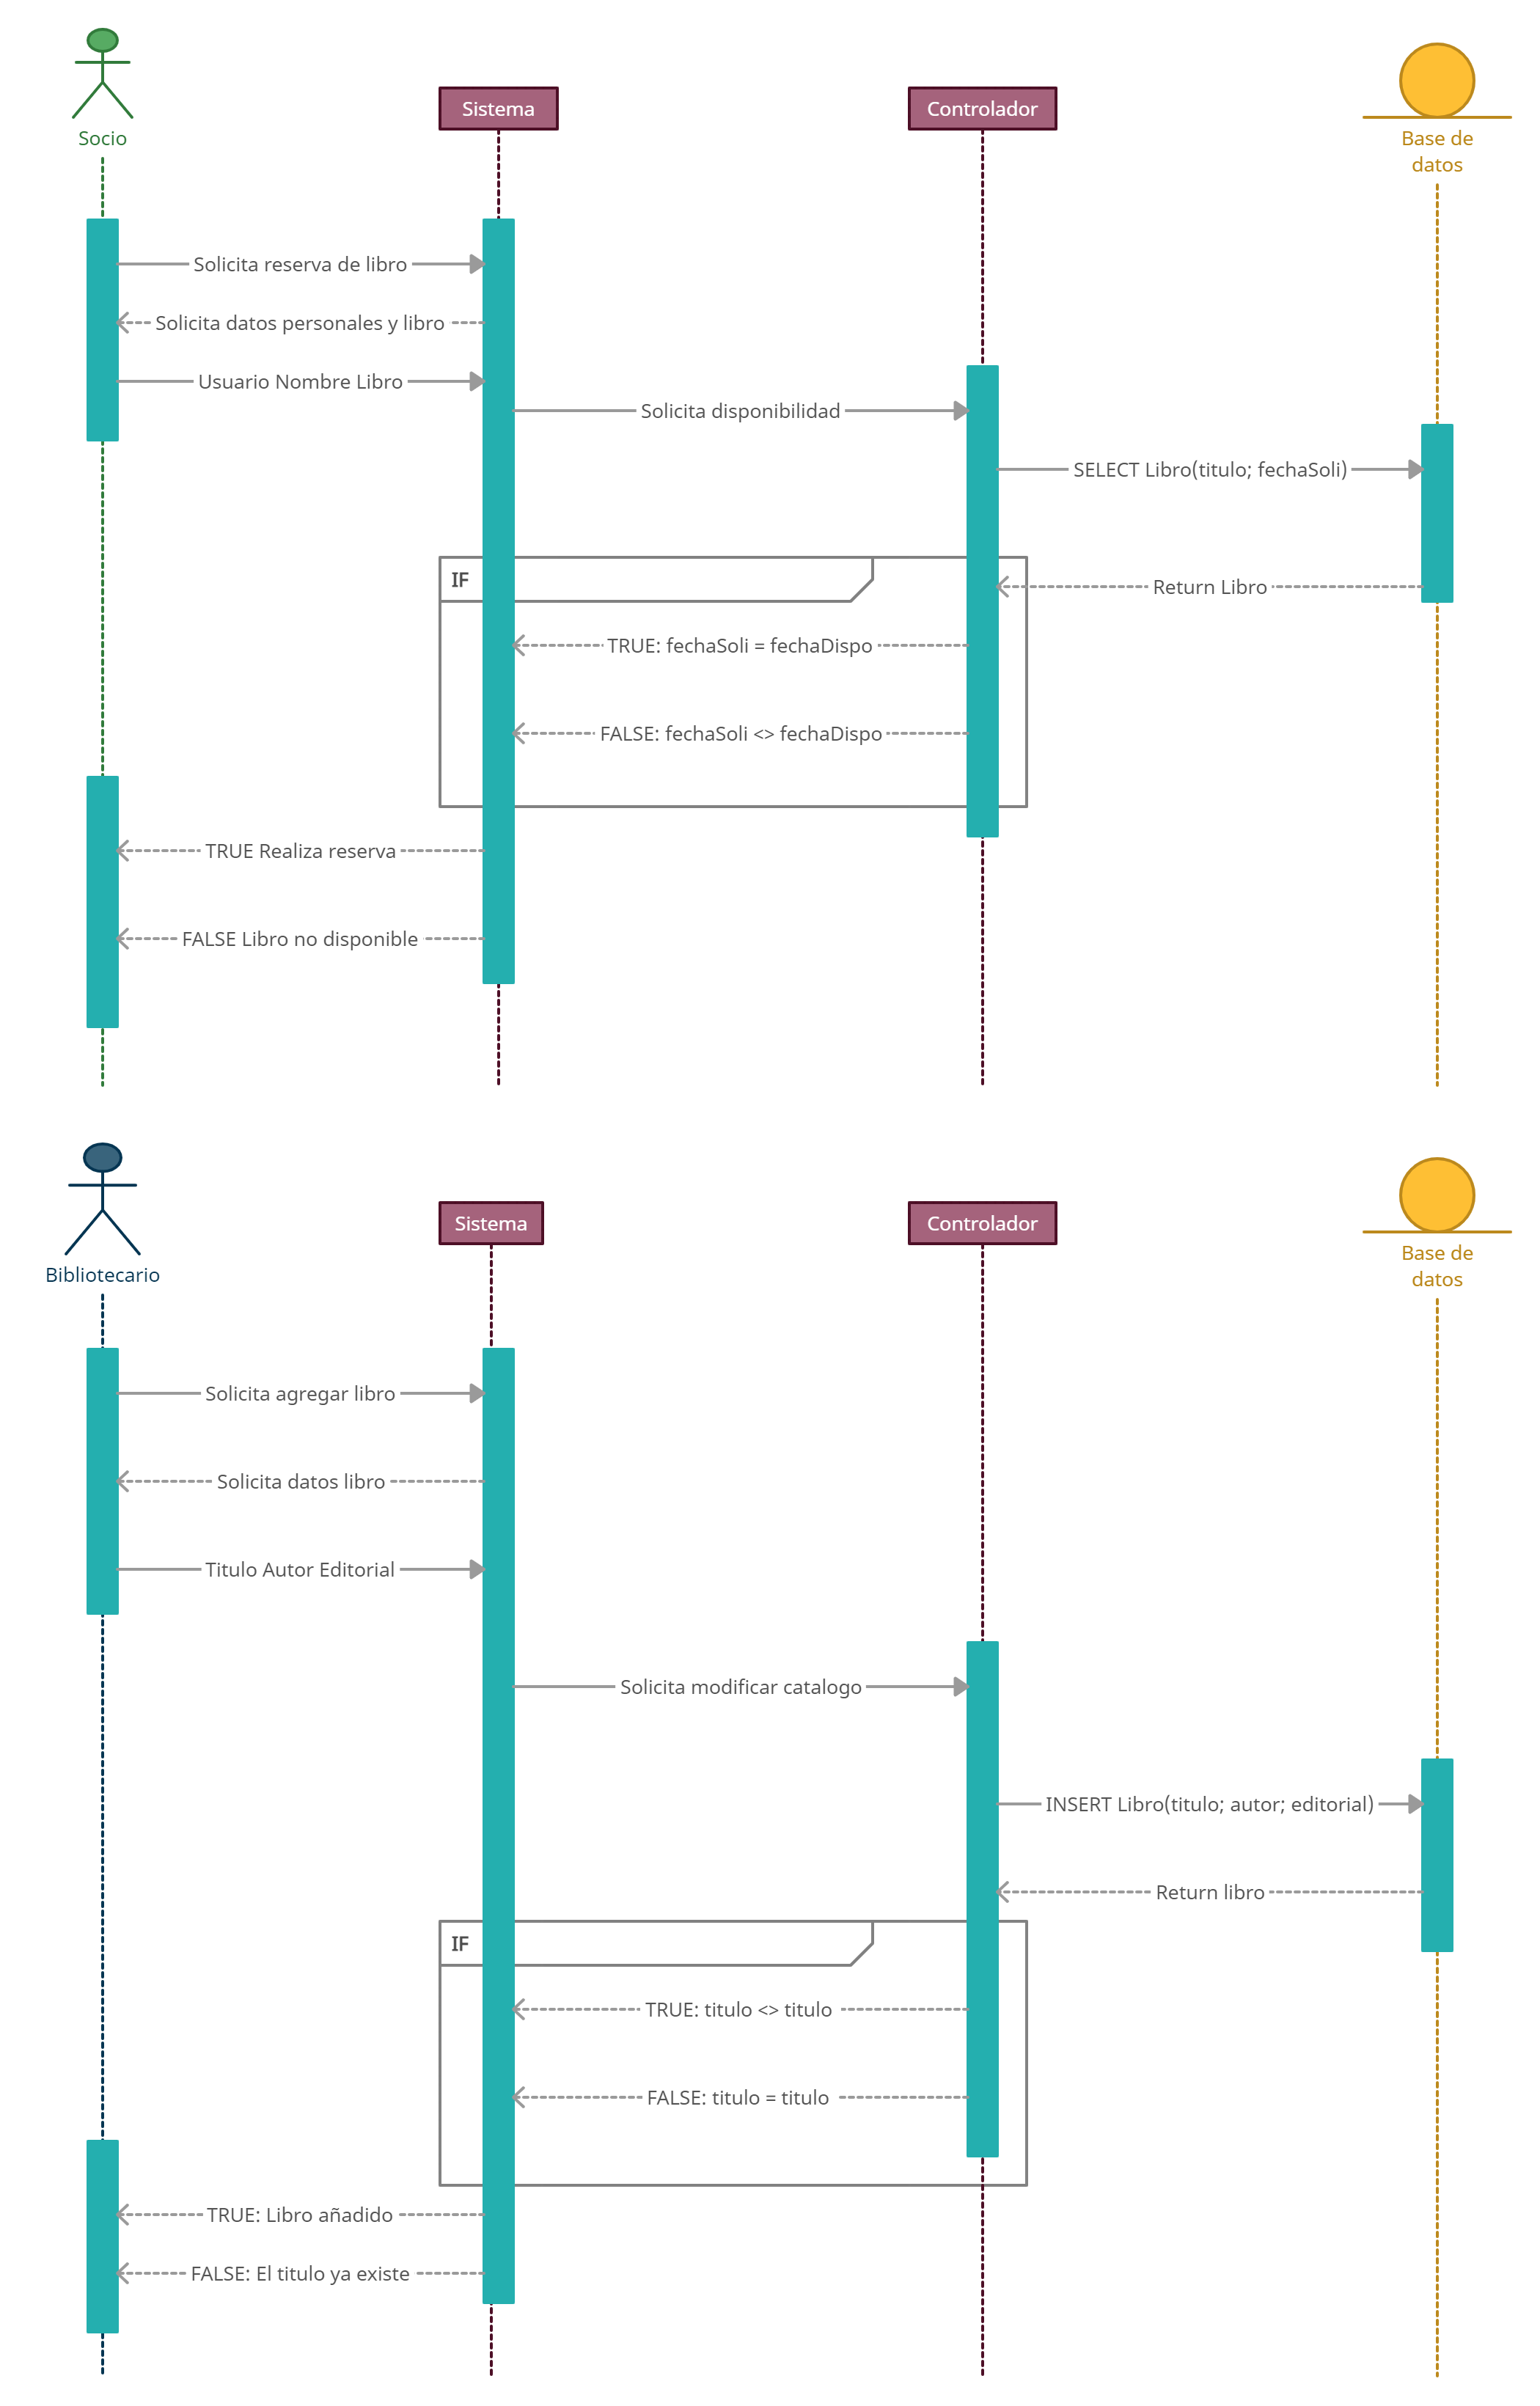 Socio
Sistema
Controlador
Base de
datos
Solicita reserva de libro
Solicita datos personales y libro
Usuario Nombre Libro
Solicita disponibilidad
SELECT Libro(titulo; fechaSoli)
IF
Return Libro
TRUE: fechaSoli = fechaDispo
FALSE: fechaSoli <> fechaDispo
TRUE Realiza reserva
FALSE Libro no disponible
Bibliotecario
Sistema
Controlador
Base de
datos
Solicita agregar libro
Solicita datos libro
Titulo Autor Editorial
Solicita modificar catalogo
INSERT Libro(titulo; autor; editorial)
Return libro
IF
TRUE: titulo <> titulo
FALSE: titulo = titulo
TRUE: Libro añadido
FALSE: El titulo ya existe